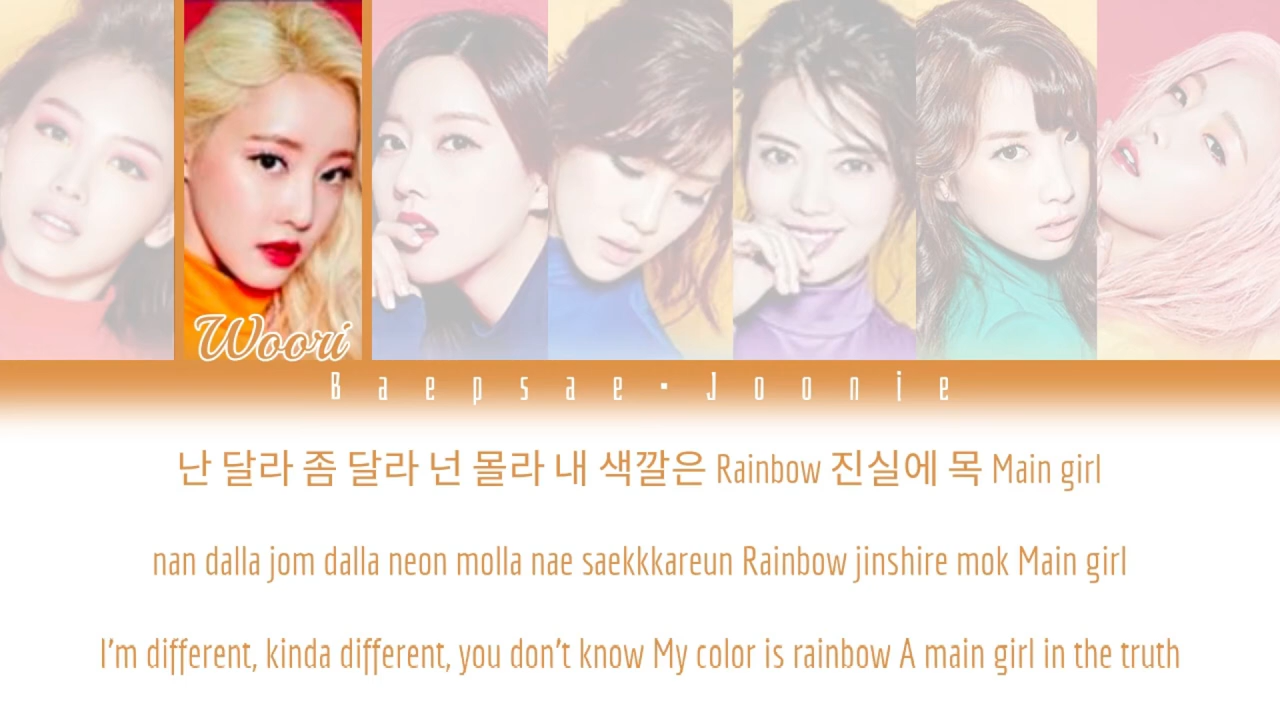 Woori
Baepsae·Joonie
난 달라 좀 달라 넌 몰라 내 색깔은 Rainbow 진실에 목 Main girl
nan dalla jom dalla neon molla nae saekkkareun Rainbow jinshire mok Main girl
I'm different, kinda different, you don't know My color is rainbow A main girl in the truth